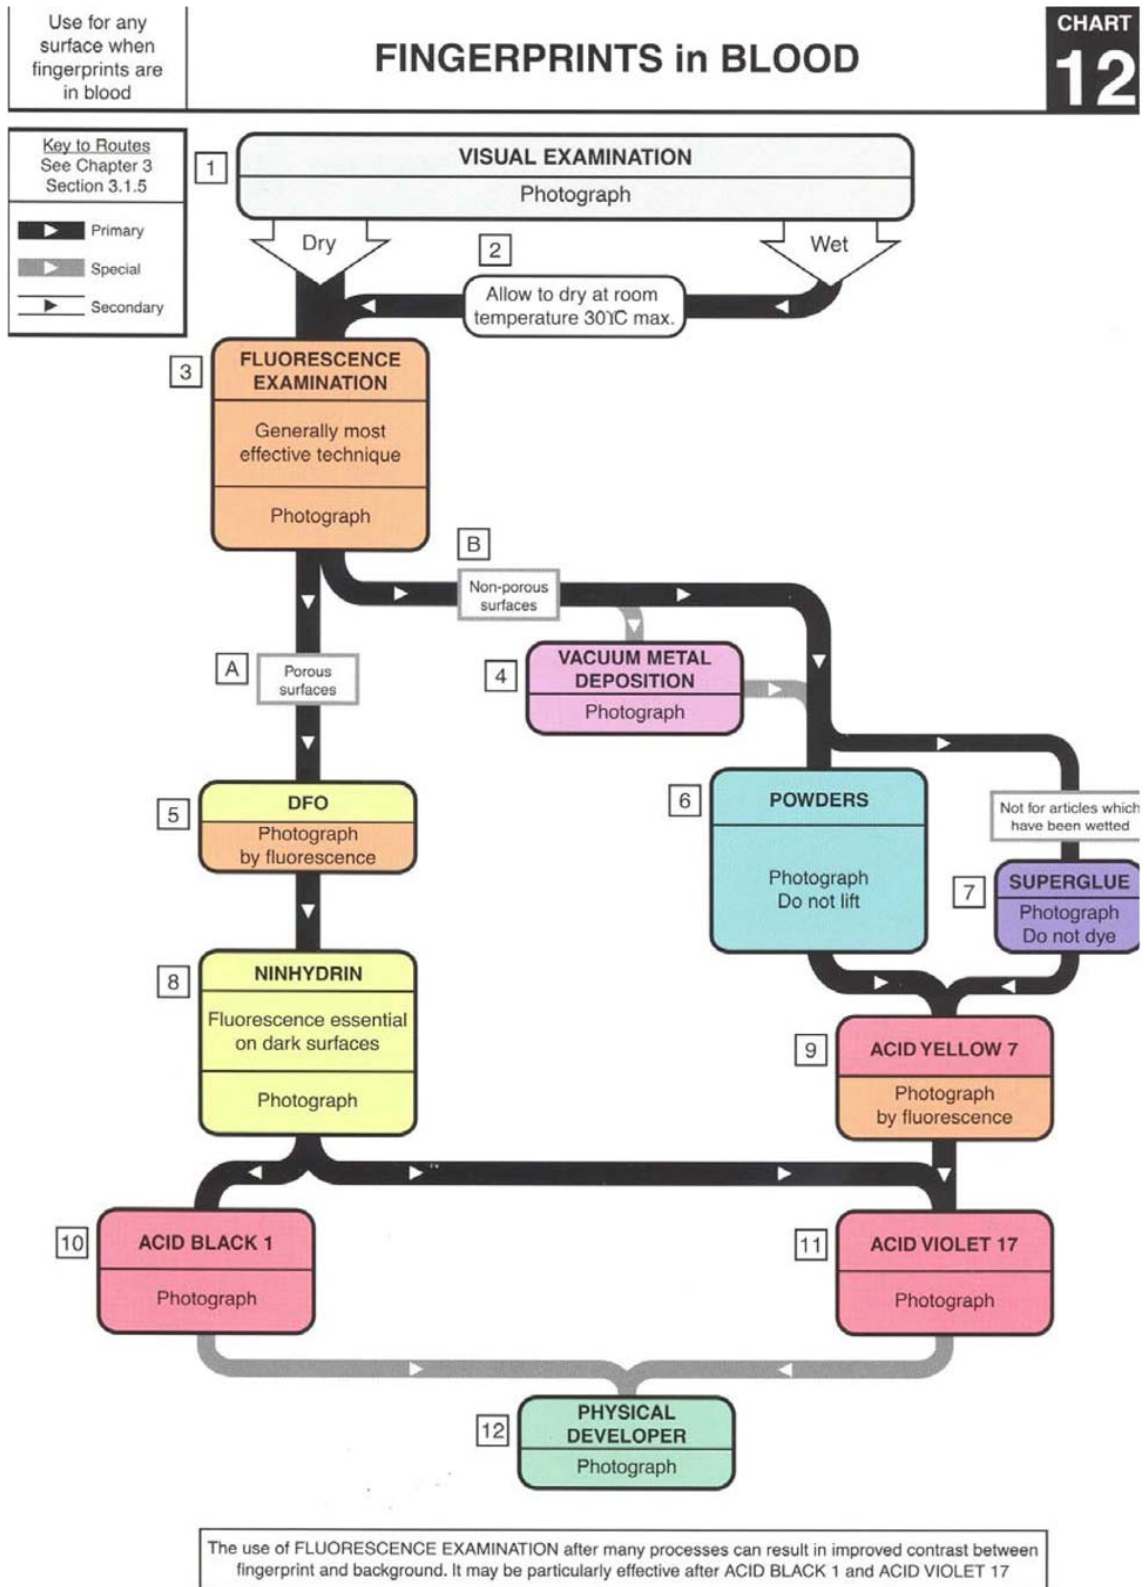 Use for any
surface when
fingerprints are
in blood
FINGERPRINTS in BLOOD
CHART
12
Key to Routes
See Chapter 3
Section 3.1.5
Primary
Special
Secondary
1
VISUAL EXAMINATION
Photograph
Dry
2
Wet
Allow to dry at room
temperature 30ºC max.
3
FLUORESCENCE
EXAMINATION
Generally most
effective technique
Photograph
B
Non-porous
surfaces
A
Porous
surfaces
4
VACUUM METAL
DEPOSITION
Photograph
5
DFO
Photograph
by fluorescence
6
POWDERS
Photograph
Do not lift
Not for articles which
have been wetted
7
SUPERGLUE
Photograph
Do not dye
8
NINHYDRIN
Fluorescence essential
on dark surfaces
Photograph
9
ACID YELLOW 7
Photograph
by fluorescence
10
ACID BLACK 1
Photograph
11
ACID VIOLET 17
Photograph
12
PHYSICAL
DEVELOPER
Photograph
The use of FLUORESCENCE EXAMINATION after many processes can result in improved contrast between
fingerprint and background. It may be particularly effective after ACID BLACK 1 and ACID VIOLET 17